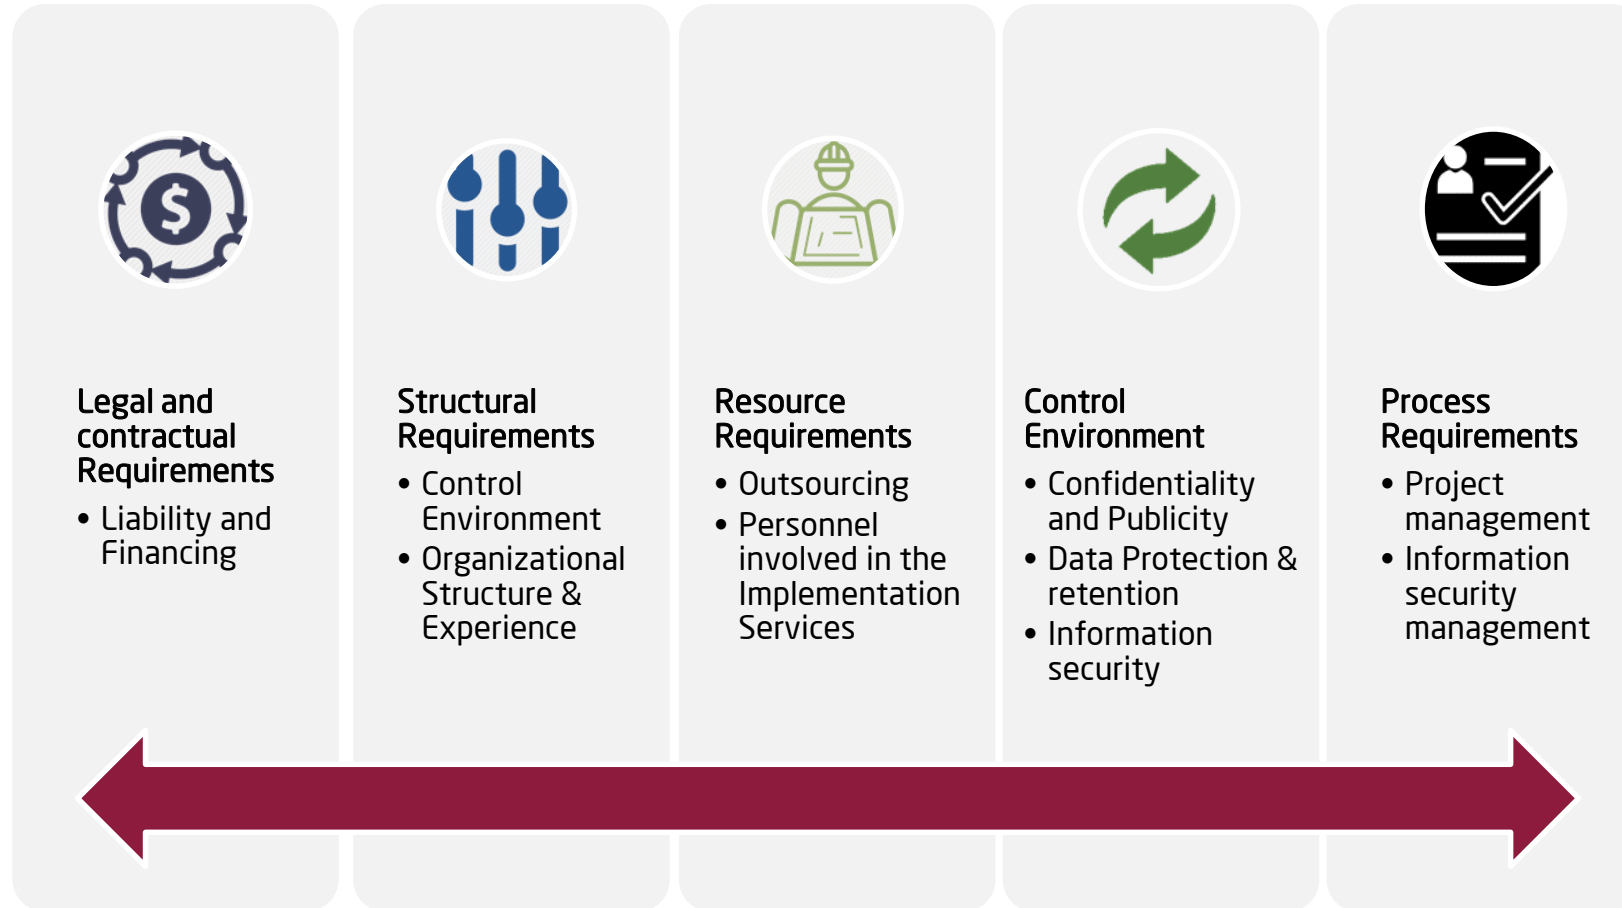 $
Legal and
contractual
Requirements
• Liability and
Financing
Structural
Requirements
• Control
Environment
• Organizational
Structure &
Experience
Resource
Requirements
• Outsourcing
• Personnel
involved in the
Implementation
Services
Control
Environment
• Confidentiality
and Publicity
• Data Protection &
retention
• Information
security
Process
Requirements
• Project
management
• Information
security
management